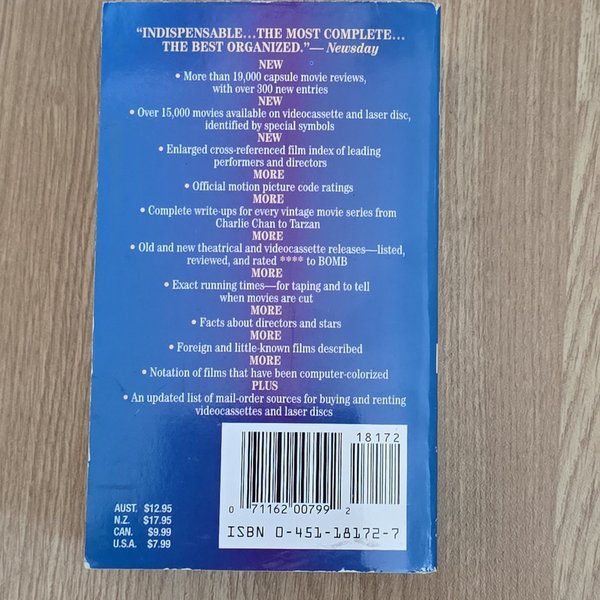 “INDISPENSABLE...THE MOST COMPLETE...
THE BEST ORGANIZED.”— Newsday
NEW
• More than 19,000 capsule movie reviews,
with over 300 new entries
NEW
• Over 15,000 movies available on videocassette and laser disc,
identified by special symbols
NEW
• Enlarged cross-referenced film index of leading
performers and directors
MORE
• Official motion picture code ratings
MORE
• Complete write-ups for every vintage movie series from
Charlie Chan to Tarzan
MORE
• Old and new theatrical and videocassette releases—listed,
reviewed, and rated **** to BOMB
MORE
• Exact running times—for taping and to tell
when movies are cut
MORE
• Facts about directors and stars
MORE
• Foreign and little-known films described
MORE
• Notation of films that have been computer-colorized
PLUS
• An updated list of mail-order sources for buying and renting
videocassettes and laser discs
AUST. $12.95
N.Z. $17.95
CAN. $9.99
U.S.A. $7.99
18172
0 71162 00799 2
ISBN 0-451-18172-7